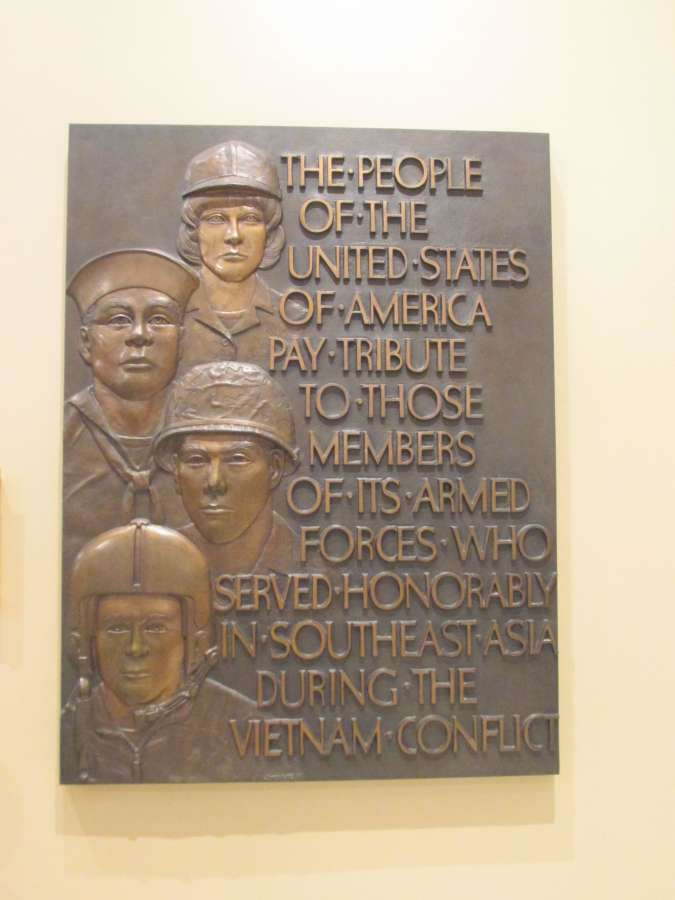 THE·PEOPLE
OF·THE
UNITED·STATES
OF·AMERICA
PAY·TRIBUTE
TO·THOSE
MEMBERS
OF·ITS·ARMED
FORCES·WHO
SERVED·HONORABLY
IN·SOUTHEAST·ASIA
DURING·THE
VIETNAM·CONFLICT